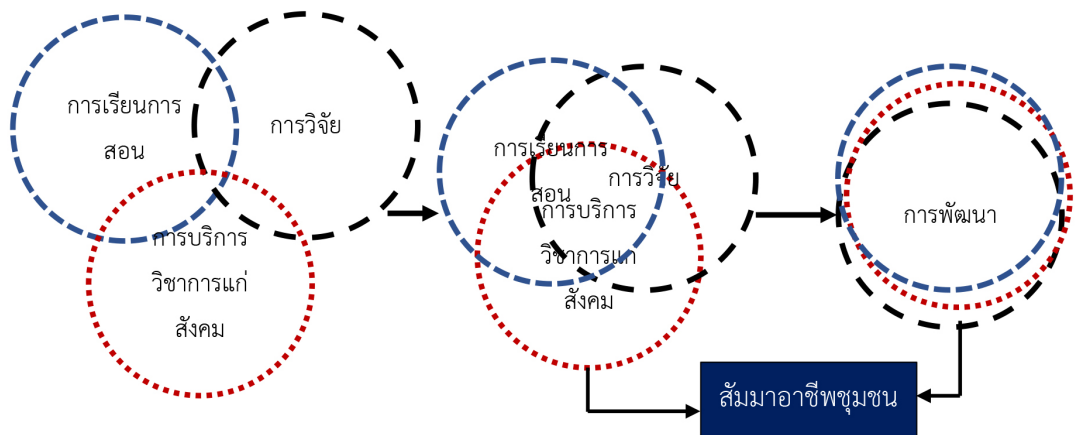 การเรียนการ
สอน
การวิจัย
การบริการ
วิชาการแก่
สังคม
การเรียนการ
สอน
การวิจัย
การบริการ
วิชาการแก่
สังคม
การพัฒนา
สัมมาอาชีพชุมชน